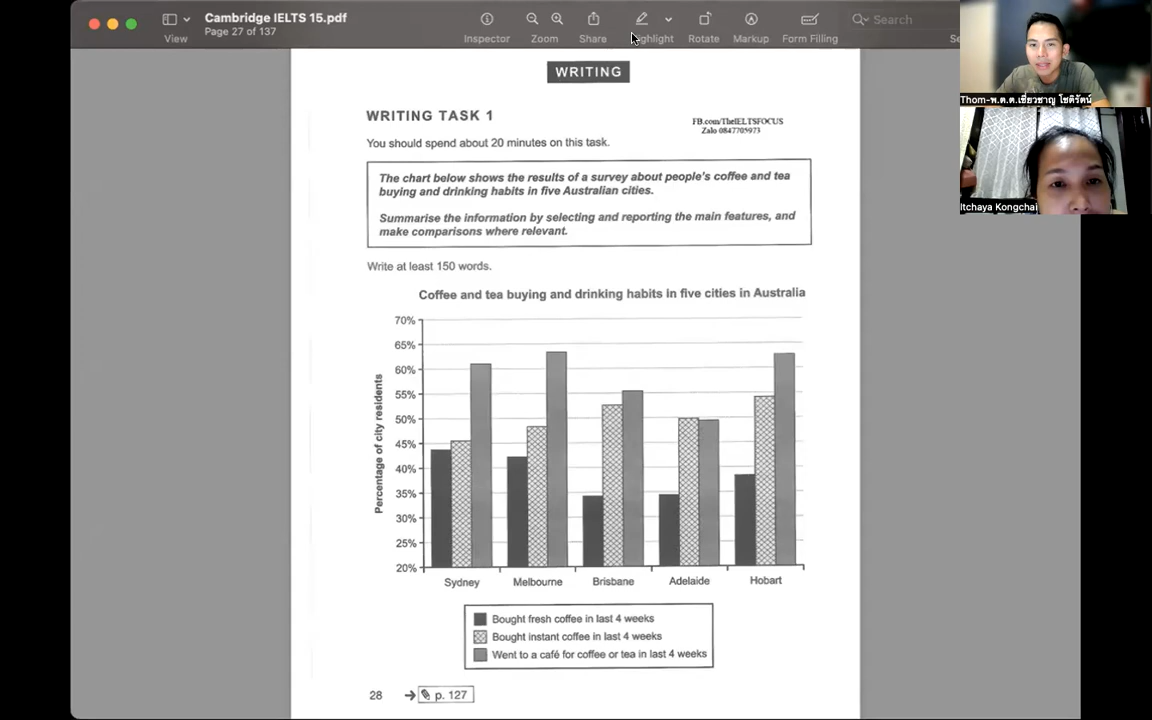 Cambridge IELTS 15.pdf
Page 27 of 137
View
Inspector
Zoom
Share
Highlight
Rotate
Markup
Form Filling
Search
Thom-พ.ต.ต.เชี่ยวชาญ โชติรัตน์
Itchaya Kongchai
WRITING
WRITING TASK 1
FB.com/TheIELTSFOCUS
Zalo 0847705973
You should spend about 20 minutes on this task.
The chart below shows the results of a survey about people's coffee and tea
buying and drinking habits in five Australian cities.
Summarise the information by selecting and reporting the main features, and
make comparisons where relevant.
Write at least 150 words.
Coffee and tea buying and drinking habits in five cities in Australia
Percentage of city residents
70%
65%
60%
55%
50%
45%
40%
35%
30%
25%
20%
Sydney Melbourne Brisbane Adelaide Hobart
Bought fresh coffee in last 4 weeks
Bought instant coffee in last 4 weeks
Went to a café for coffee or tea in last 4 weeks
28 → p. 127